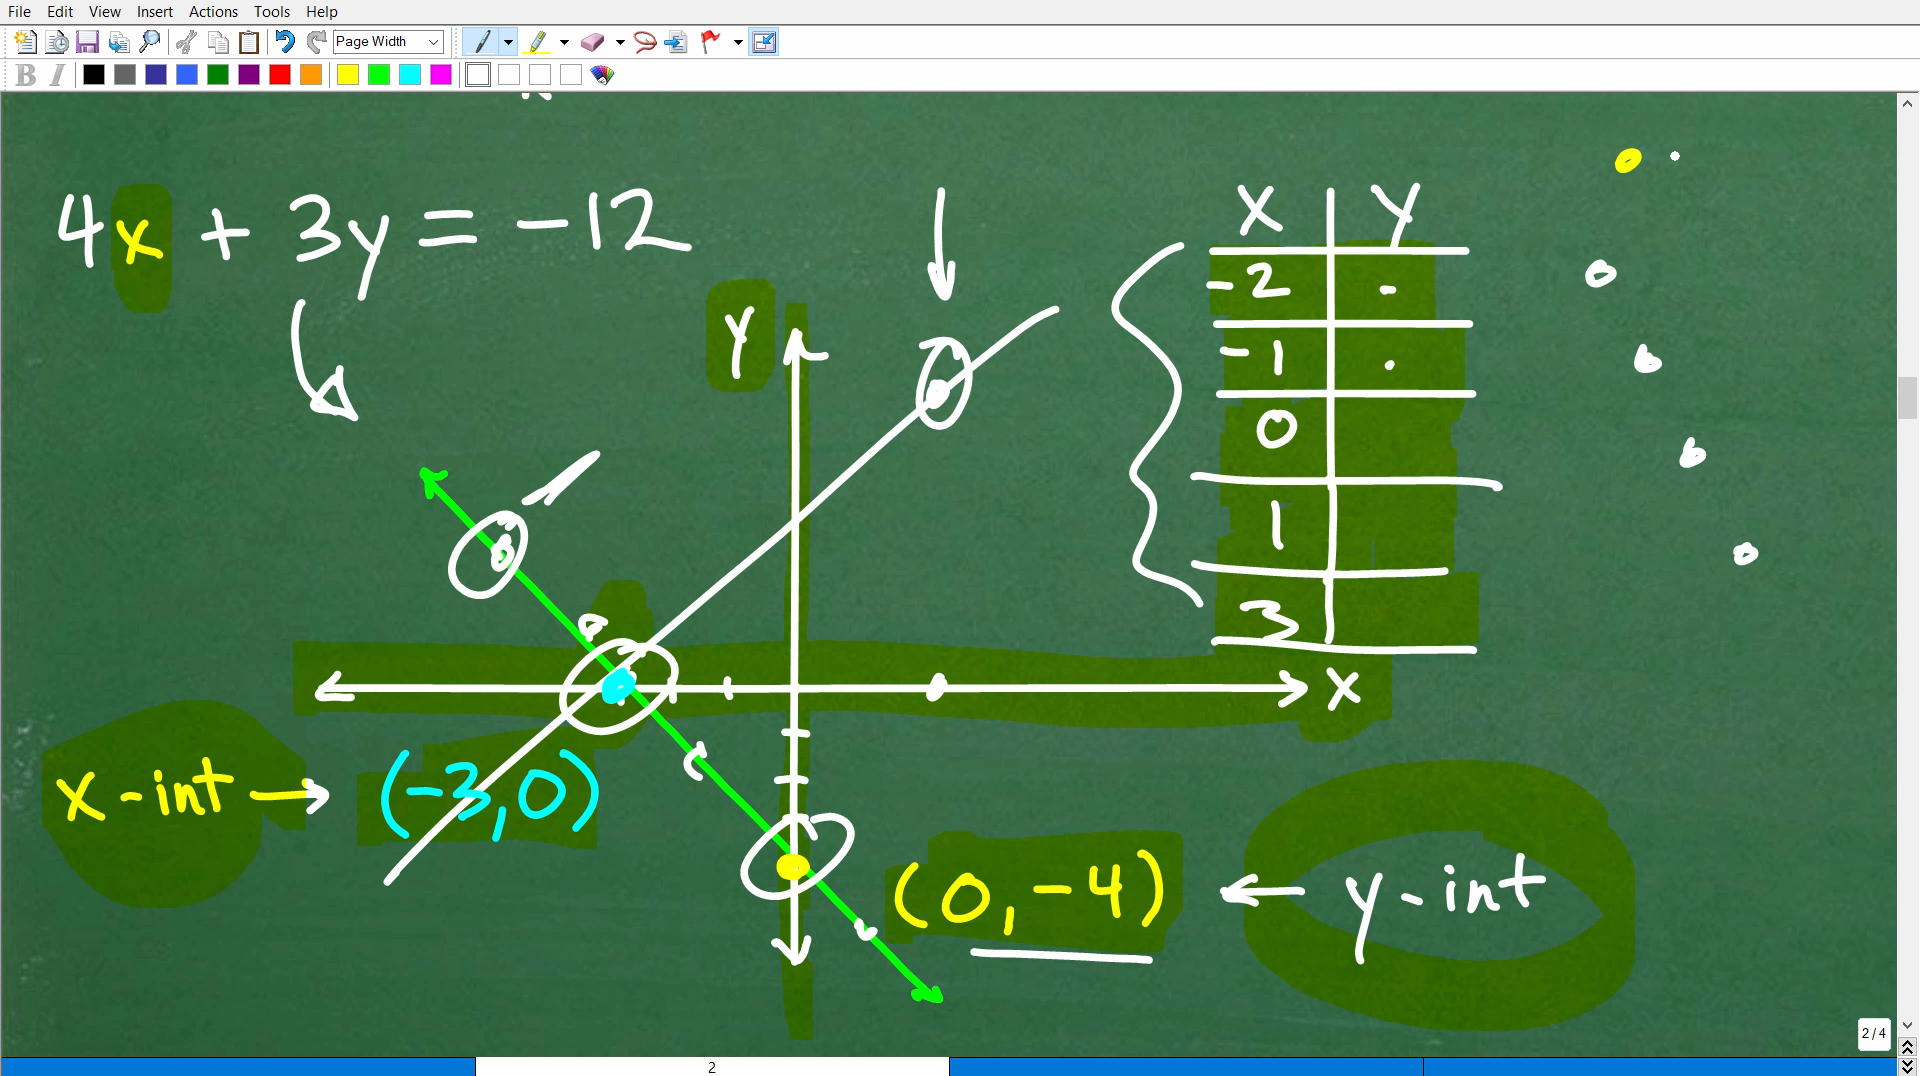 File Edit View Insert Actions Tools Help
Page Width
B I
4x + 3y = -12
X Y
-2
-1
0
1
3
Y
X
x-int → (-3,0)
(0,-4) ← y-int
2 / 4
2